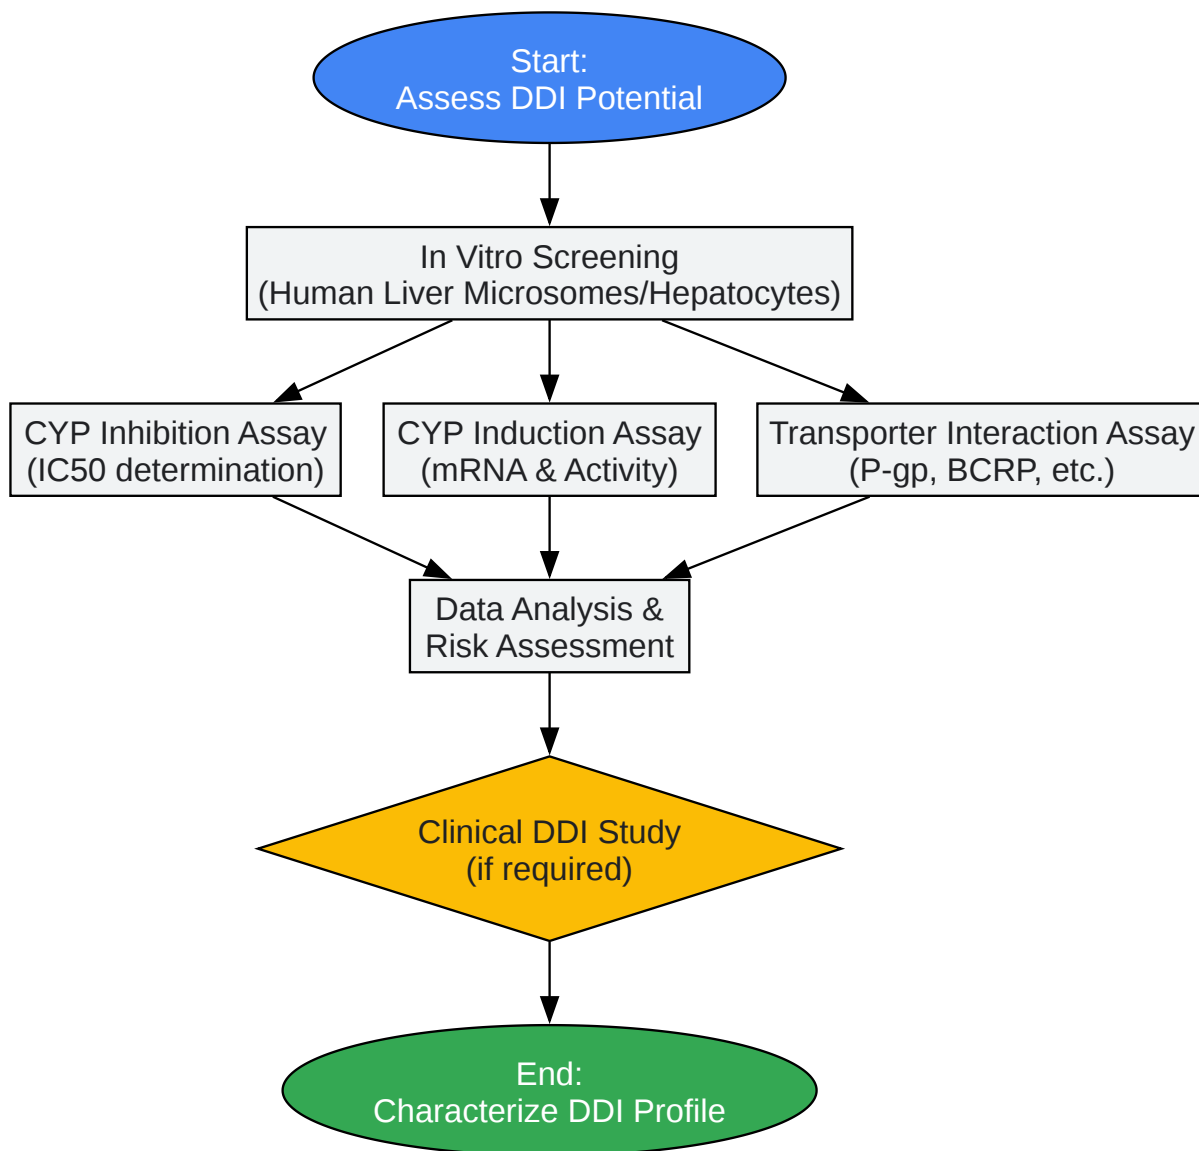 Start:
Assess DDI Potential
In Vitro Screening
(Human Liver Microsomes/Hepatocytes)
CYP Inhibition Assay
(IC50 determination)
CYP Induction Assay
(mRNA & Activity)
Transporter Interaction Assay
(P-gp, BCRP, etc.)
Data Analysis &
Risk Assessment
Clinical DDI Study
(if required)
End:
Characterize DDI Profile